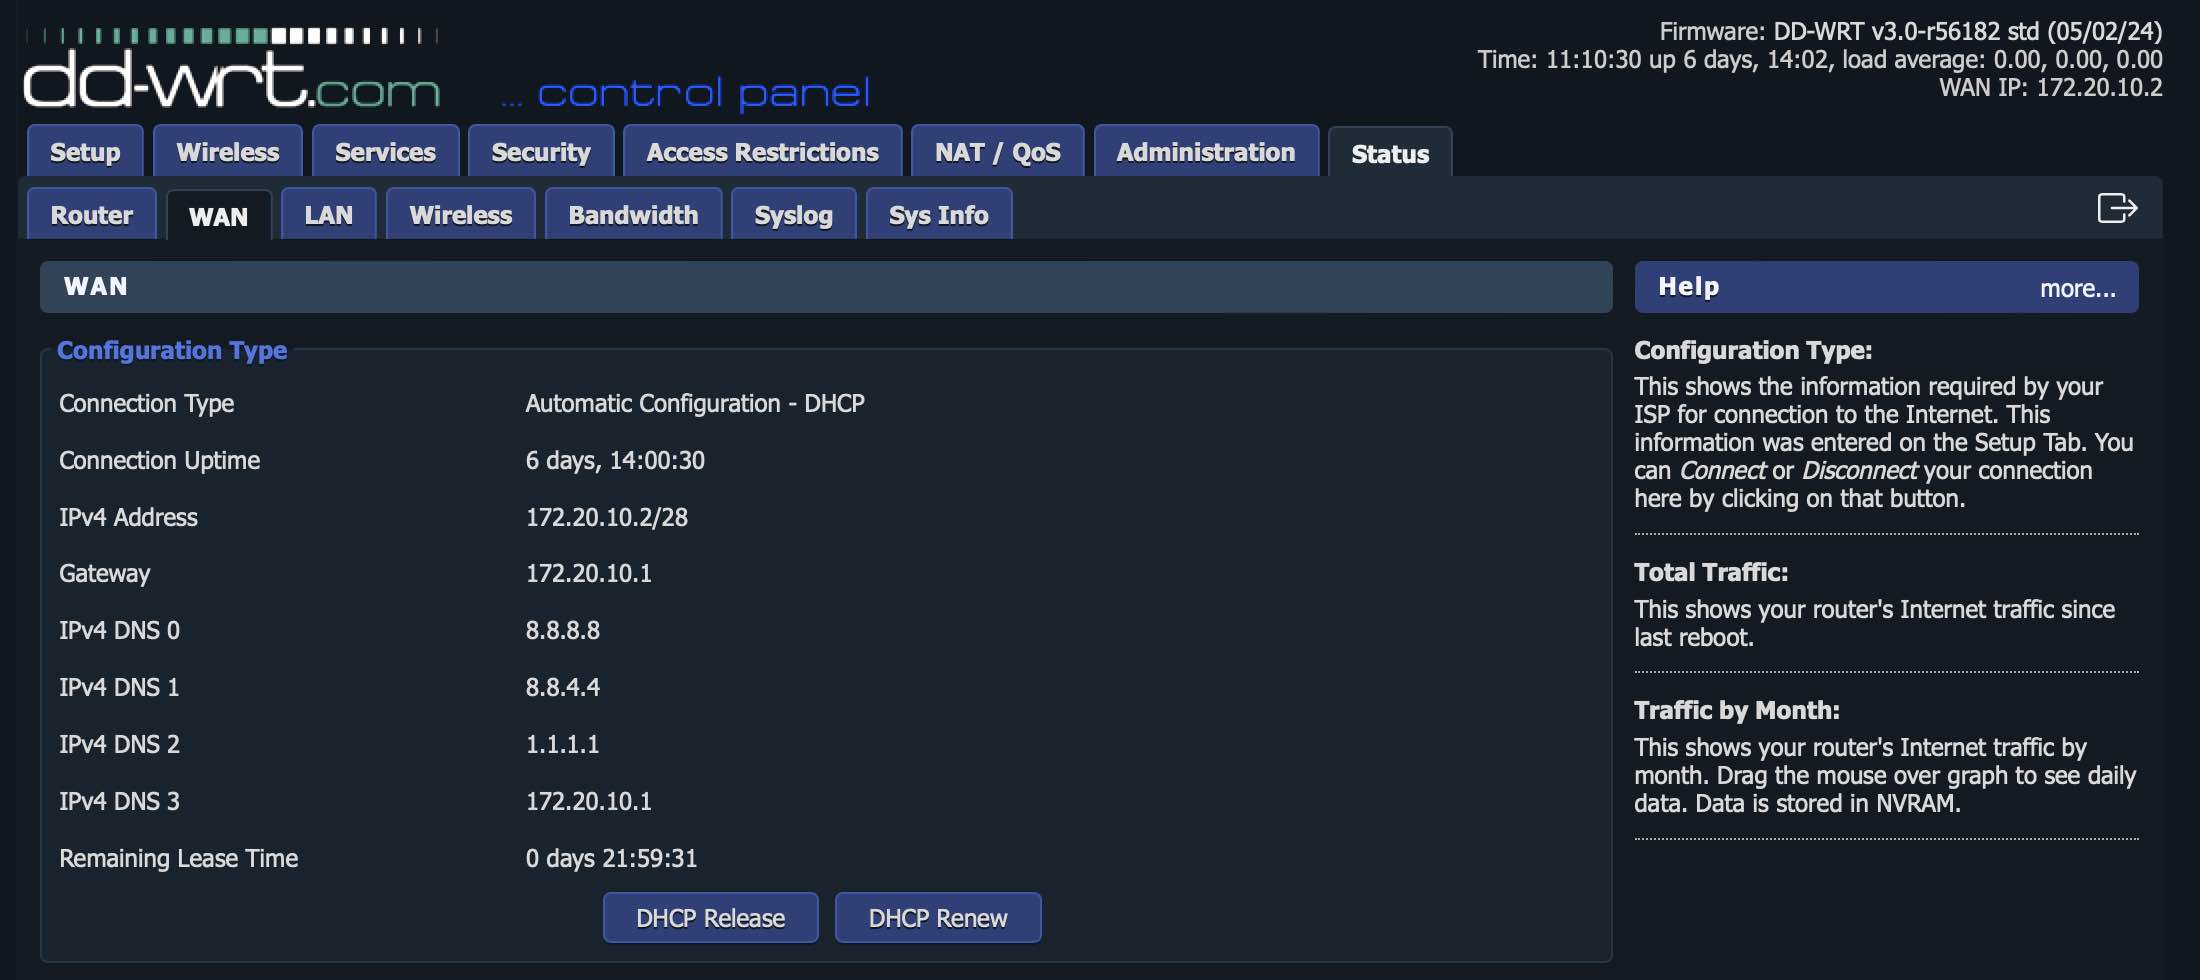 dd-wrt.com ... control panel
Firmware: DD-WRT v3.0-r56182 std (05/02/24)
Time: 11:10:30 up 6 days, 14:02, load average: 0.00, 0.00, 0.00
WAN IP: 172.20.10.2
Setup Wireless Services Security Access Restrictions NAT / QoS Administration Status
Router WAN LAN Wireless Bandwidth Syslog Sys Info
WAN
Configuration Type
Connection Type Automatic Configuration - DHCP
Connection Uptime 6 days, 14:00:30
IPv4 Address 172.20.10.2/28
Gateway 172.20.10.1
IPv4 DNS 0 8.8.8.8
IPv4 DNS 1 8.8.4.4
IPv4 DNS 2 1.1.1.1
IPv4 DNS 3 172.20.10.1
Remaining Lease Time 0 days 21:59:31
DHCP Release DHCP Renew
Help more...
Configuration Type:
This shows the information required by your
ISP for connection to the Internet. This
information was entered on the Setup Tab. You
can Connect or Disconnect your connection
here by clicking on that button.
Total Traffic:
This shows your router's Internet traffic since
last reboot.
Traffic by Month:
This shows your router's Internet traffic by
month. Drag the mouse over graph to see daily
data. Data is stored in NVRAM.